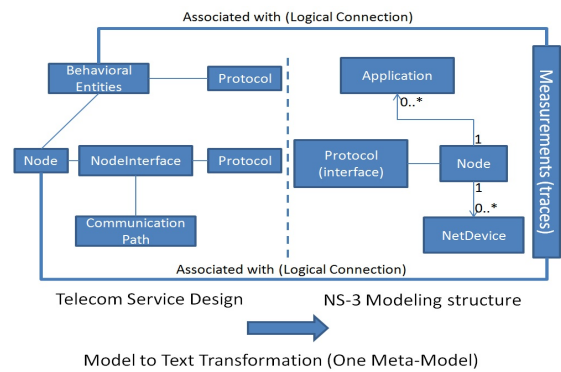 Associated with (Logical Connection)
Behavioral
Entities
Protocol
Node
NodeInterface
Protocol
Communication
Path
Application
0..*
1
Protocol
(interface)
Node
1
0..*
NetDevice
Measurements (traces)
Associated with (Logical Connection)
Telecom Service Design
NS-3 Modeling structure
Model to Text Transformation (One Meta-Model)